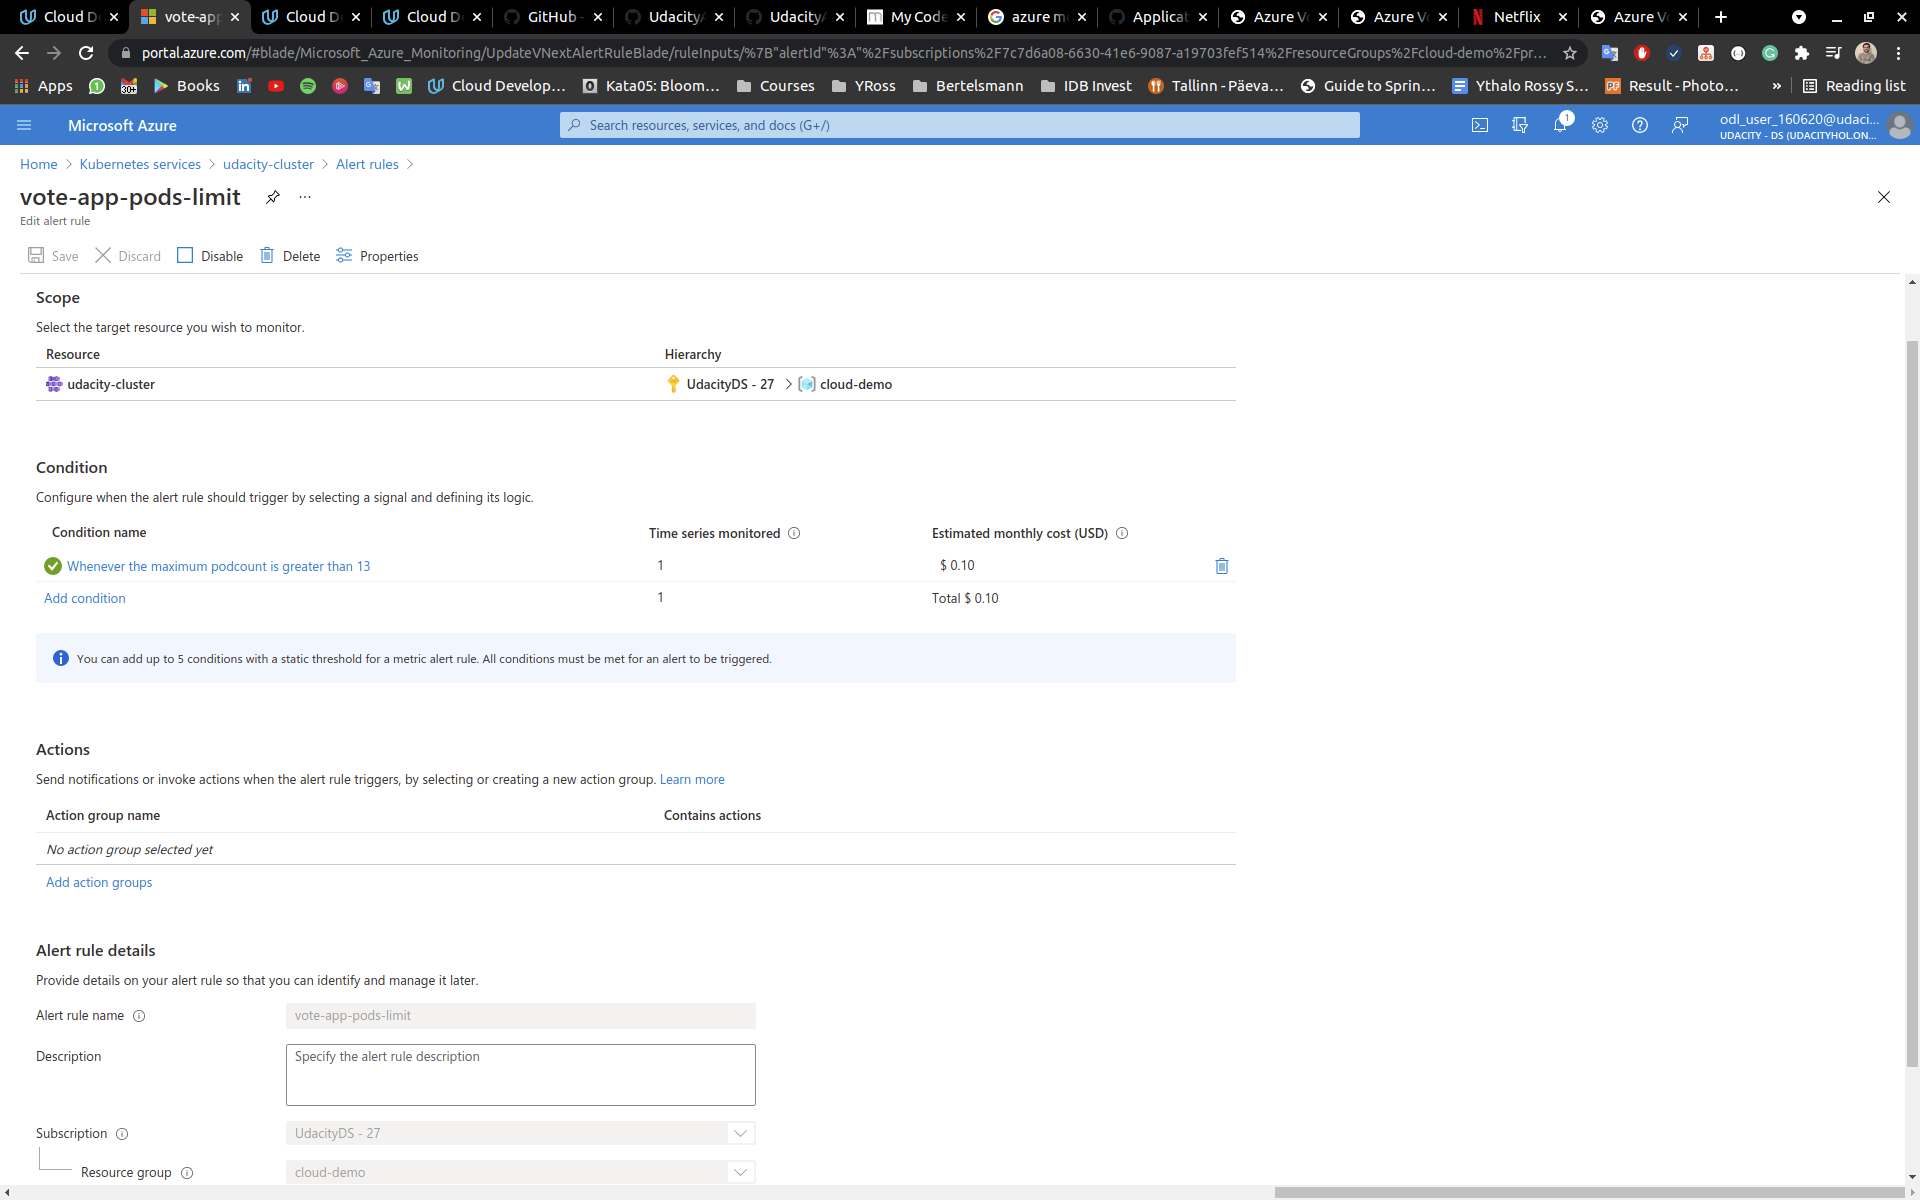 Cloud D
vote-app
Cloud D
Cloud D
GitHub -
UdacityA
UdacityA
My Code
azure m
Applicat
Azure Vo
Azure Vo
Netflix
Azure Vo
portal.azure.com/#blade/Microsoft_Azure_Monitoring/UpdateVNextAlertRuleBlade/ruleInputs/%7B"alertId"%3A"%2Fsubscriptions%2F7c7d6a08-6630-41e6-9087-a19703fef514%2FresourceGroups%2Fcloud-demo%2Fpr...
Apps
30+
Books
Cloud Develop...
Kata05: Bloom...
Courses
YRoss
Bertelsmann
IDB Invest
Tallinn - Päeva...
Guide to Sprin...
Ythalo Rossy S...
Result - Photo...
»
Reading list
Microsoft Azure
Search resources, services, and docs (G+/)
1
odl_user_160620@udaci...
UDACITY - DS (UDACITYHOL.ON...
Home > Kubernetes services > udacity-cluster > Alert rules >
vote-app-pods-limit
...
Edit alert rule
Save
Discard
Disable
Delete
Properties
Scope
Select the target resource you wish to monitor.
Resource
Hierarchy
udacity-cluster
UdacityDS - 27 > cloud-demo
Condition
Configure when the alert rule should trigger by selecting a signal and defining its logic.
Condition name
Time series monitored
Estimated monthly cost (USD)
Whenever the maximum podcount is greater than 13
1
$ 0.10
Add condition
1
Total $ 0.10
You can add up to 5 conditions with a static threshold for a metric alert rule. All conditions must be met for an alert to be triggered.
Actions
Send notifications or invoke actions when the alert rule triggers, by selecting or creating a new action group. Learn more
Action group name
Contains actions
No action group selected yet
Add action groups
Alert rule details
Provide details on your alert rule so that you can identify and manage it later.
Alert rule name
vote-app-pods-limit
Description
Specify the alert rule description
Subscription
UdacityDS - 27
Resource group
cloud-demo